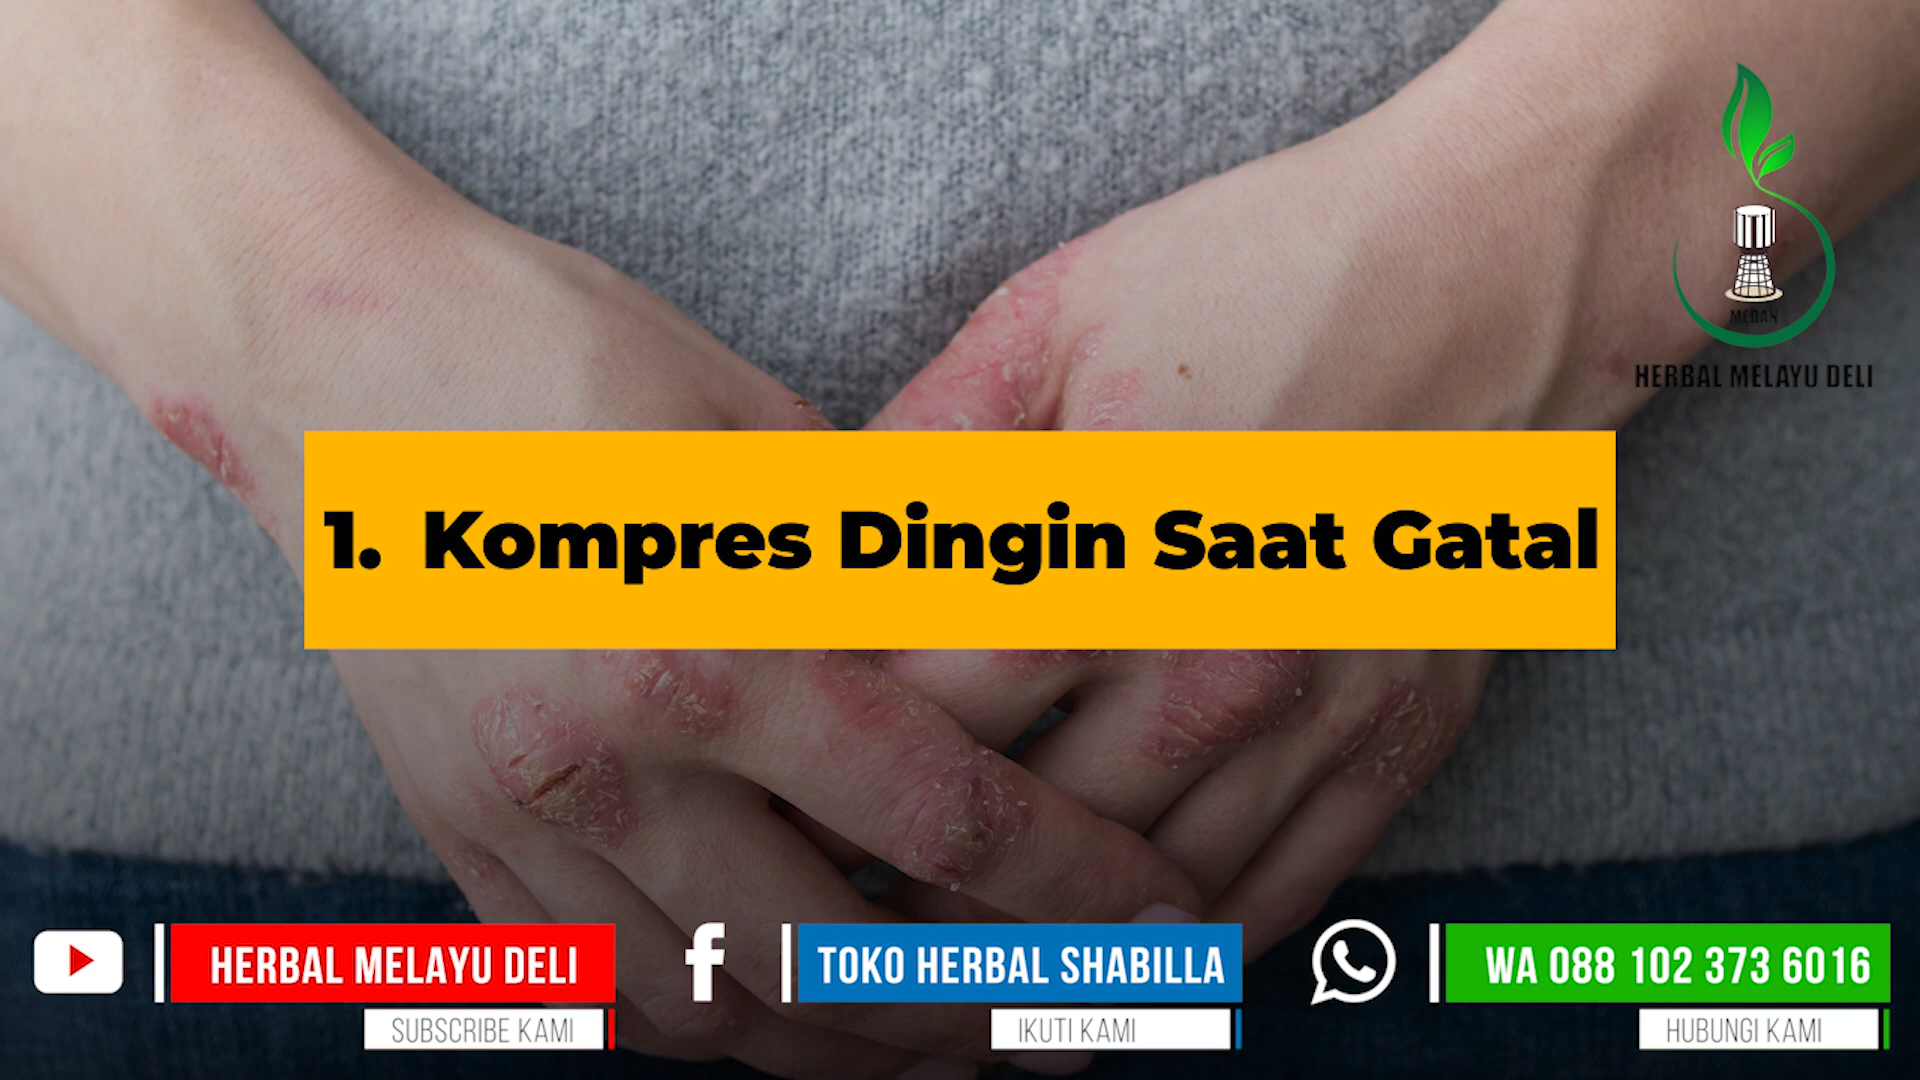 MEDAN
HERBAL MELAYU DELI
1. Kompres Dingin Saat Gatal
HERBAL MELAYU DELI
SUBSCRIBE KAMI
TOKO HERBAL SHABILLA
IKUTI KAMI
WA 088 102 373 6016
HUBUNGI KAMI